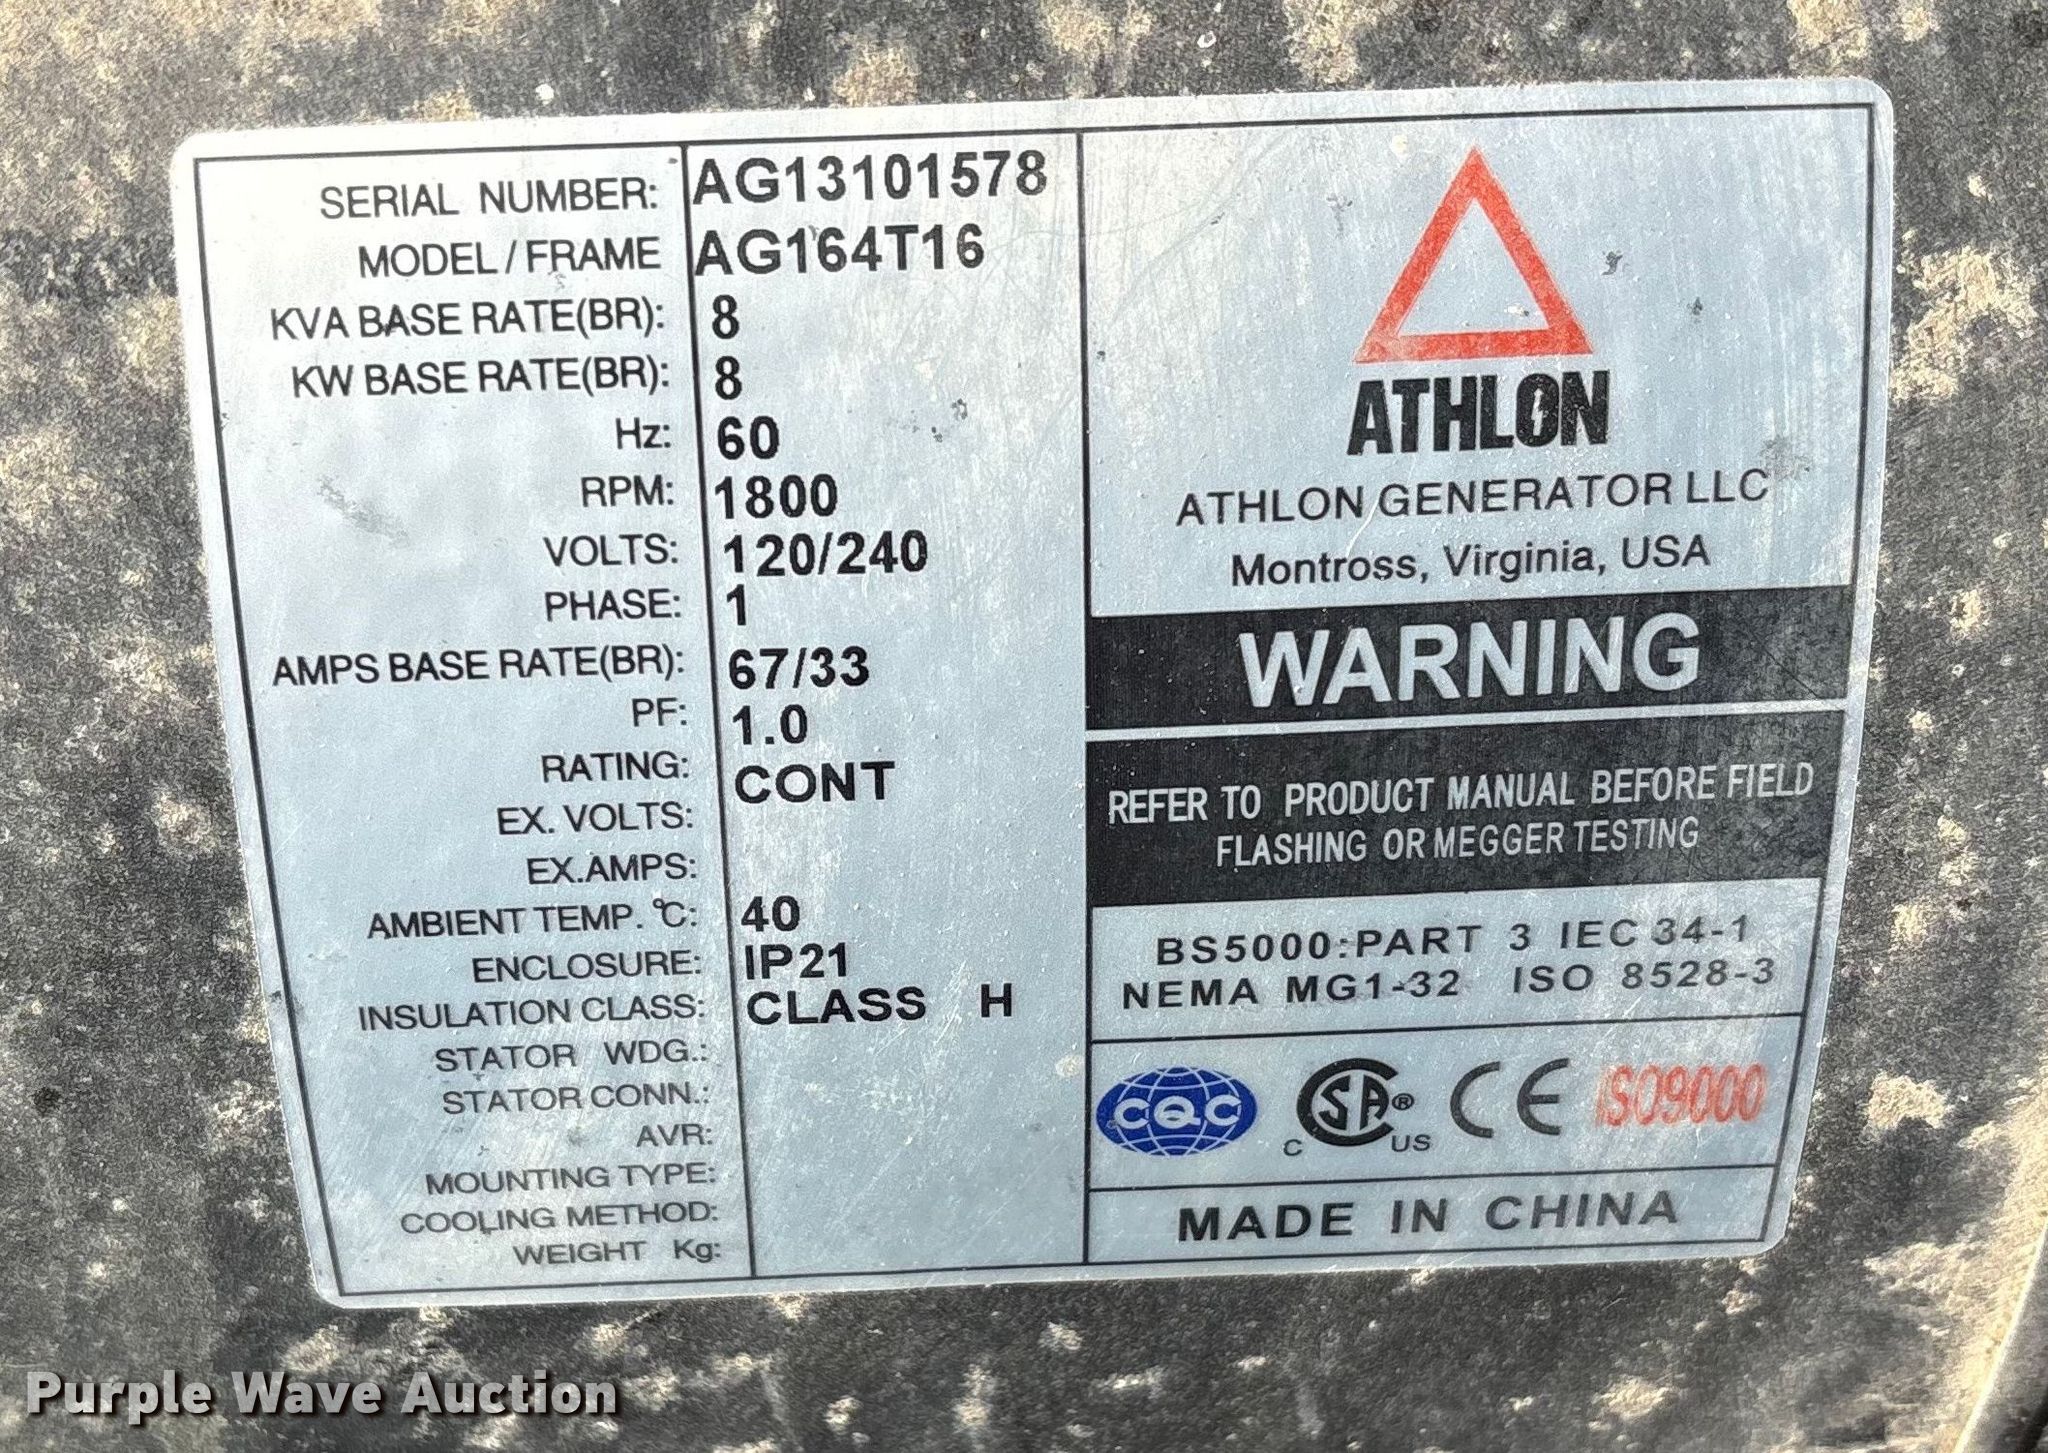 SERIAL NUMBER: AG13101578
MODEL/FRAME AG164T16
KVA BASE RATE(BR): 8
KW BASE RATE(BR): 8
Hz: 60
RPM: 1800
VOLTS: 120/240
PHASE: 1
AMPS BASE RATE(BR): 67/33
PF: 1.0
RATING: CONT
EX. VOLTS:
EX.AMPS:
AMBIENT TEMP. °C: 40
ENCLOSURE: IP21
INSULATION CLASS: CLASS H
STATOR WDG.:
STATOR CONN.:
AVR:
MOUNTING TYPE:
COOLING METHOD:
WEIGHT Kg:
ATHLON
ATHLON GENERATOR LLC
Montross, Virginia, USA
WARNING
REFER TO PRODUCT MANUAL BEFORE FIELD
FLASHING OR MEGGER TESTING
BS5000:PART 3 IEC 34-1
NEMA MG1-32 ISO 8528-3
CQC C SA® US CE ISO9000
MADE IN CHINA
Purple Wave Auction